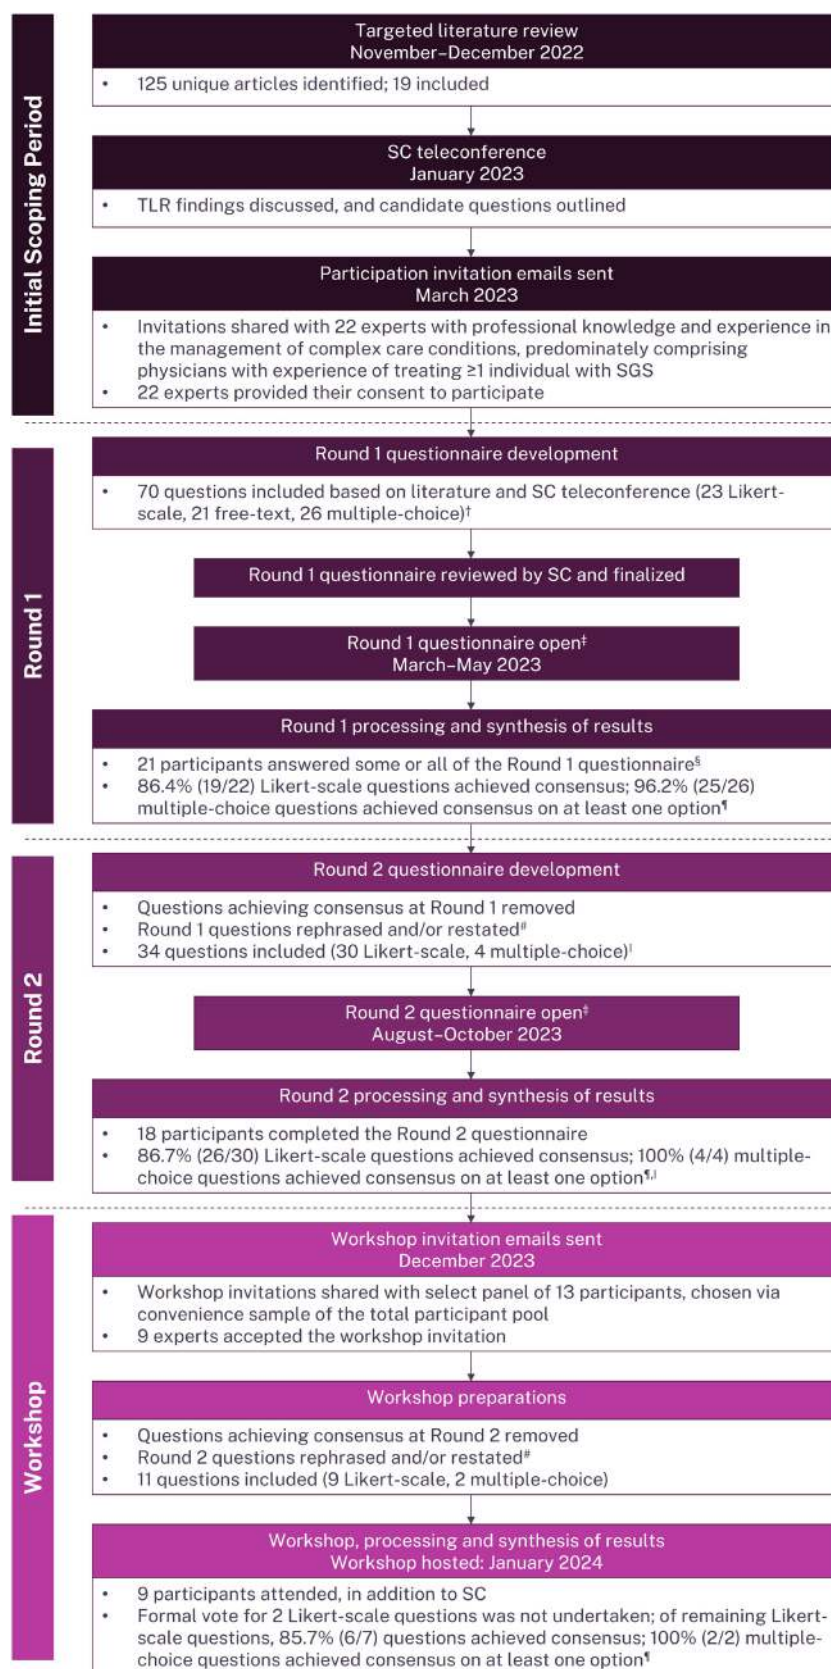 Initial Scoping Period
Targeted literature review
November–December 2022
• 125 unique articles identified; 19 included
SC teleconference
January 2023
• TLR findings discussed, and candidate questions outlined
Participation invitation emails sent
March 2023
• Invitations shared with 22 experts with professional knowledge and experience in
the management of complex care conditions, predominately comprising
physicians with experience of treating ≥1 individual with SGS
• 22 experts provided their consent to participate
Round 1
Round 1 questionnaire development
• 70 questions included based on literature and SC teleconference (23 Likert-
scale, 21 free-text, 26 multiple-choice)†
Round 1 questionnaire reviewed by SC and finalized
Round 1 questionnaire open‡
March–May 2023
Round 1 processing and synthesis of results
• 21 participants answered some or all of the Round 1 questionnaire§
• 86.4% (19/22) Likert-scale questions achieved consensus; 96.2% (25/26)
multiple-choice questions achieved consensus on at least one option¶
Round 2
Round 2 questionnaire development
• Questions achieving consensus at Round 1 removed
• Round 1 questions rephrased and/or restated#
• 34 questions included (30 Likert-scale, 4 multiple-choice)ǀ
Round 2 questionnaire open‡
August–October 2023
Round 2 processing and synthesis of results
• 18 participants completed the Round 2 questionnaire
• 86.7% (26/30) Likert-scale questions achieved consensus; 100% (4/4) multiple-
choice questions achieved consensus on at least one option¶,ǀ
Workshop
Workshop invitation emails sent
December 2023
• Workshop invitations shared with select panel of 13 participants, chosen via
convenience sample of the total participant pool
• 9 experts accepted the workshop invitation
Workshop preparations
• Questions achieving consensus at Round 2 removed
• Round 2 questions rephrased and/or restated#
• 11 questions included (9 Likert-scale, 2 multiple-choice)
Workshop, processing and synthesis of results
Workshop hosted: January 2024
• 9 participants attended, in addition to SC
• Formal vote for 2 Likert-scale questions was not undertaken; of remaining Likert-
scale questions, 85.7% (6/7) questions achieved consensus; 100% (2/2) multiple-
choice questions achieved consensus on at least one option¶